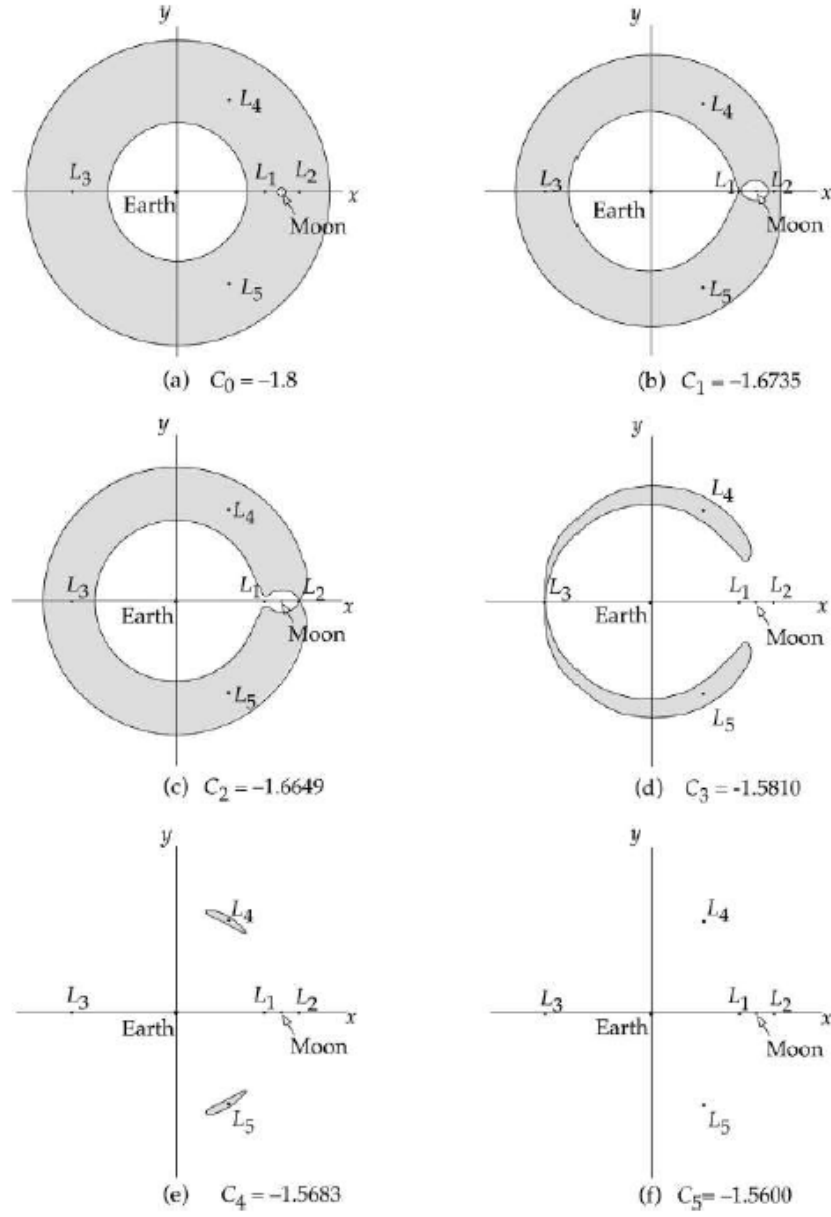 y
L4
L3
L1
L2
x
Earth
Moon
L5
(a) C0 = –1.8
y
L4
L3
L1
L2
x
Earth
Moon
L5
(b) C1 = –1.6735
y
L4
L3
L1
L2
x
Earth
Moon
L5
(c) C2 = –1.6649
y
L4
L3
L1
L2
x
Earth
Moon
L5
(d) C3 = -1.5810
y
L4
L3
L1
L2
x
Earth
Moon
L5
(e) C4 = –1.5683
y
L4
L3
L1
L2
x
Earth
Moon
L5
(f) C5= –1.5600